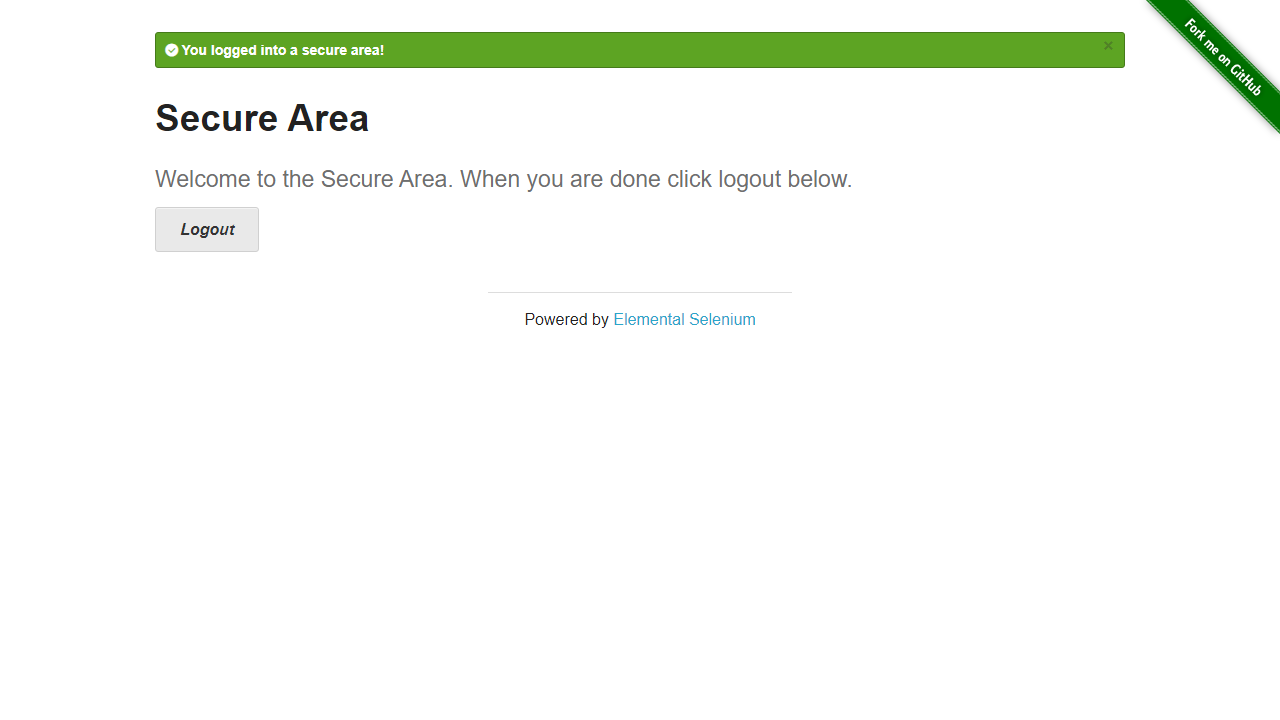 You logged into a secure area!
×
Fork me on GitHub
Secure Area
Welcome to the Secure Area. When you are done click logout below.
Logout
Powered by Elemental Selenium